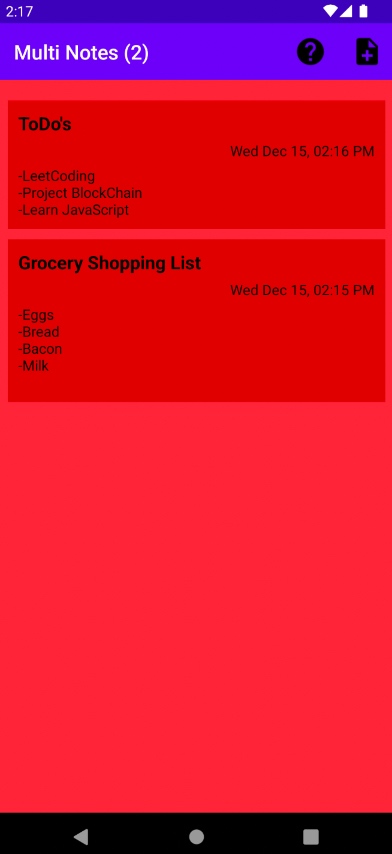 2:17
Multi Notes (2)
ToDo's
Wed Dec 15, 02:16 PM
-LeetCoding
-Project BlockChain
-Learn JavaScript
Grocery Shopping List
Wed Dec 15, 02:15 PM
-Eggs
-Bread
-Bacon
-Milk